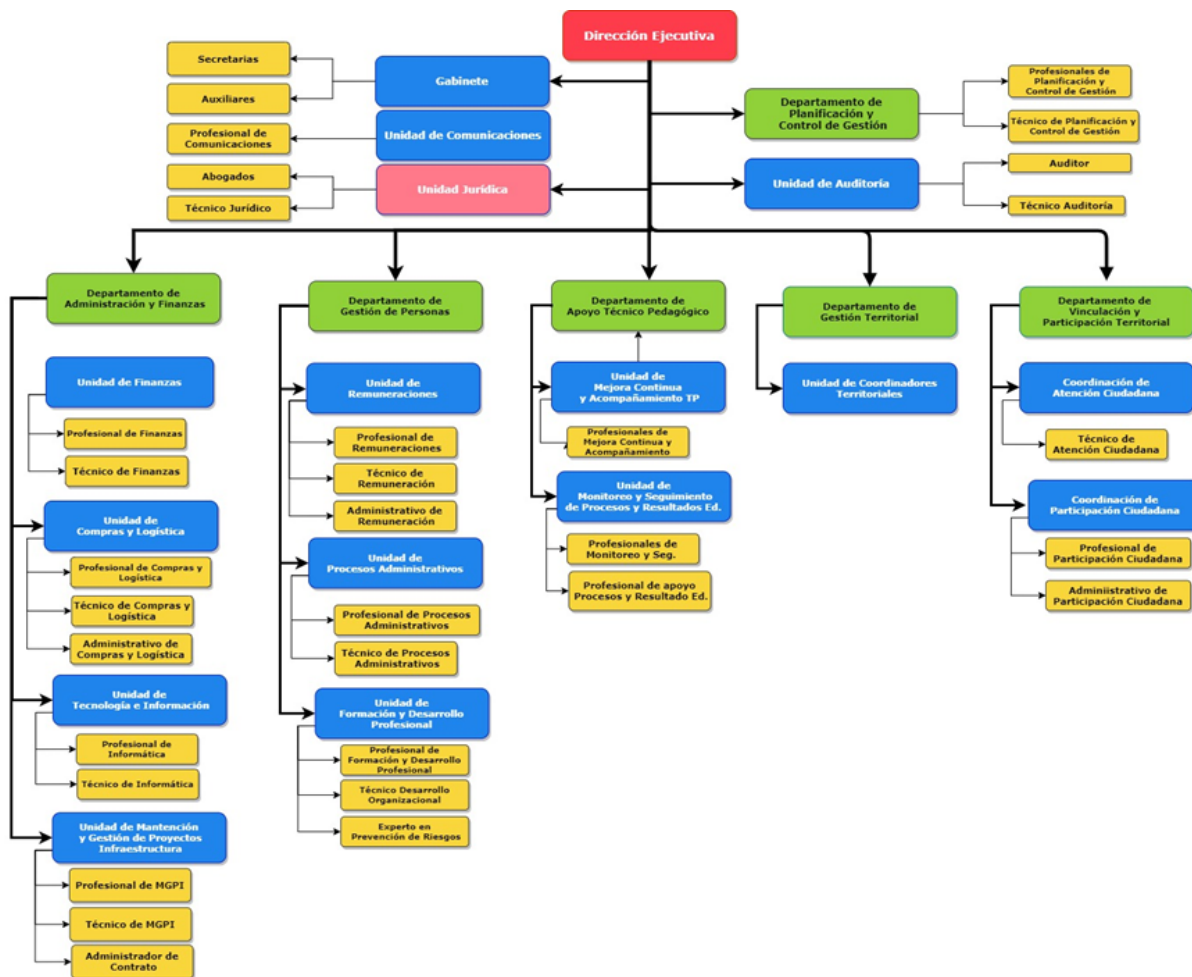 Dirección Ejecutiva
Secretarias
Auxiliares
Gabinete
Profesional de
Comunicaciones
Unidad de Comunicaciones
Abogados
Técnico Jurídico
Unidad Jurídica
Departamento de
Planificación y
Control de Gestión
Profesionales de
Planificación y
Control de Gestión
Técnico de Planificación y
Control de Gestión
Unidad de Auditoría
Auditor
Técnico Auditoría
Departamento de
Administración y Finanzas
Unidad de Finanzas
Profesional de Finanzas
Técnico de Finanzas
Unidad de
Compras y Logística
Profesional de Compras y
Logística
Técnico de Compras y
Logística
Administrativo de
Compras y Logística
Unidad de
Tecnología e Información
Profesional de
Informática
Técnico de Informática
Unidad de Mantención
y Gestión de Proyectos
Infraestructura
Profesional de MGPI
Técnico de MGPI
Administrador de
Contrato
Departamento de
Gestión de Personas
Unidad de
Remuneraciones
Profesional de
Remuneraciones
Técnico de
Remuneración
Administrativo de
Remuneración
Unidad de
Procesos Administrativos
Profesional de Procesos
Administrativos
Técnico de Procesos
Administrativos
Unidad de
Formación y Desarrollo
Profesional
Profesional de
Formación y Desarrollo
Profesional
Técnico Desarrollo
Organizacional
Experto en
Prevención de Riesgos
Departamento de
Apoyo Técnico Pedagógico
Unidad de
Mejora Continua
y Acompañamiento TP
Profesionales de
Mejora Continua y
Acompañamiento
Unidad de
Monitoreo y Seguimiento
de Procesos y Resultados Ed.
Profesionales de
Monitoreo y Seg.
Profesional de apoyo
Procesos y Resultado Ed.
Departamento de
Gestión Territorial
Unidad de Coordinadores
Territoriales
Departamento de
Vinculación y
Participación Territorial
Coordinación de
Atención Ciudadana
Técnico de
Atención Ciudadana
Coordinación de
Participación Ciudadana
Profesional de
Participación Ciudadana
Adminiistrativo de
Participación Ciudadana